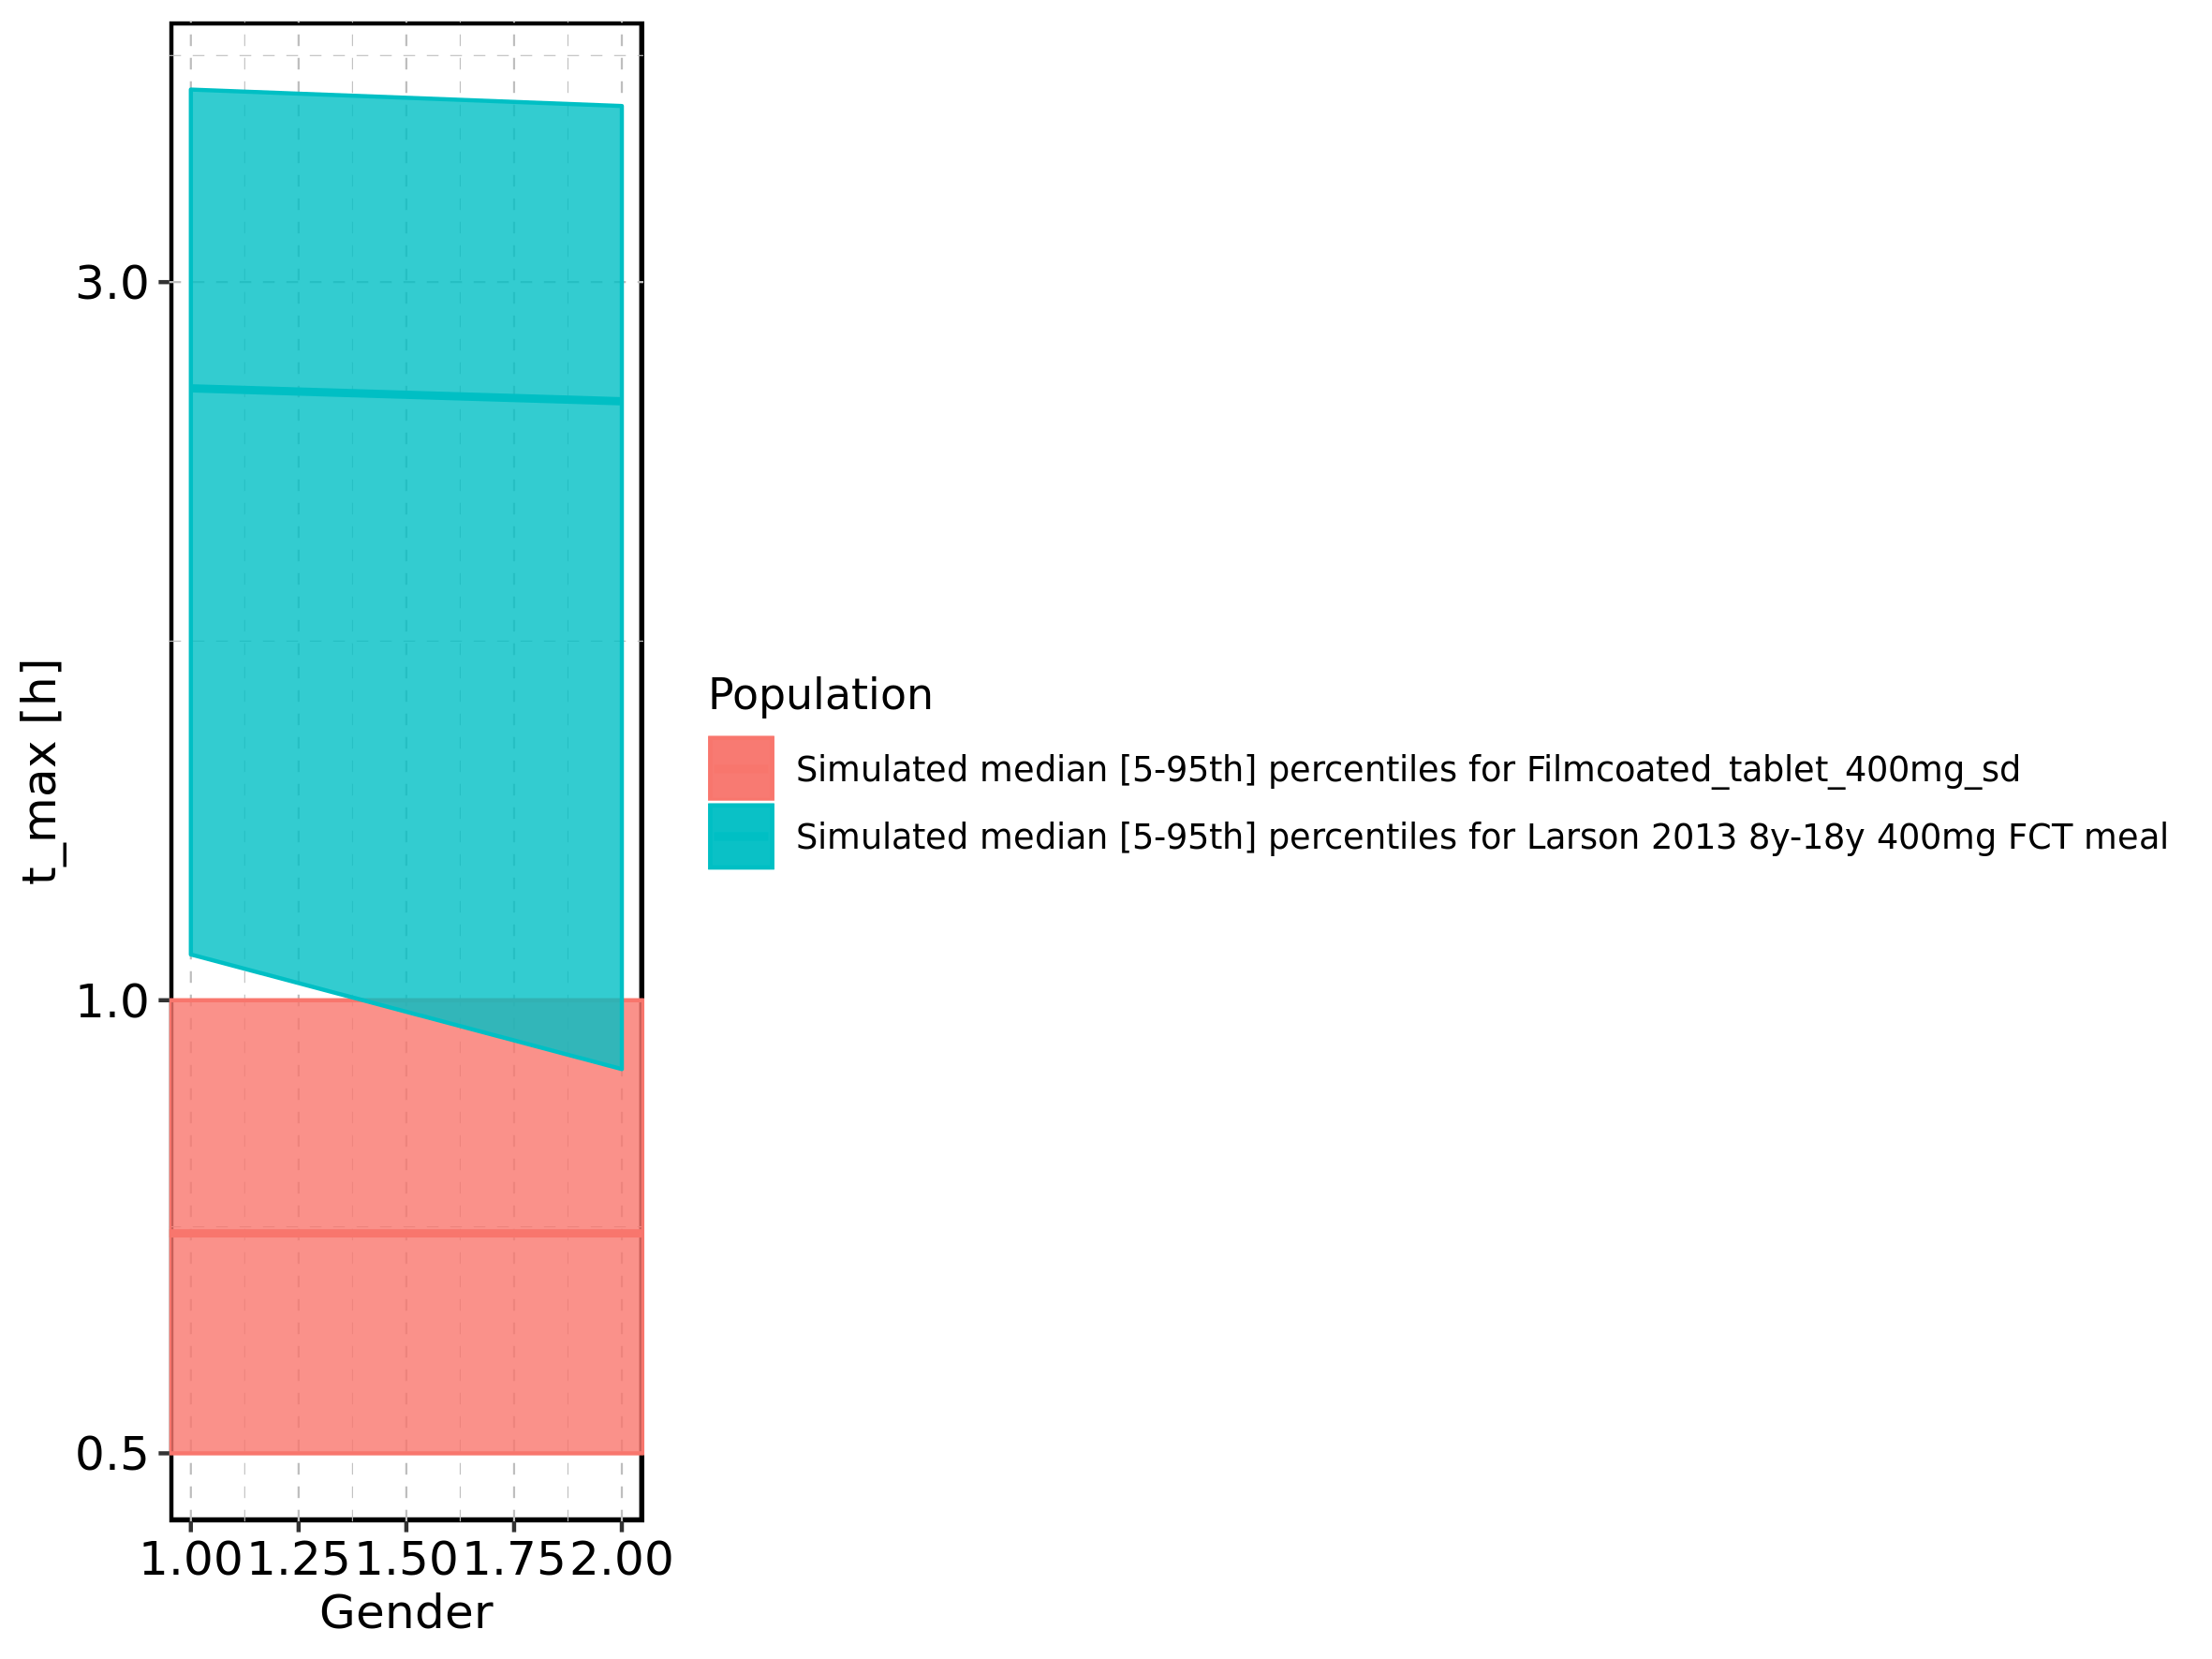 3.0
1.0
0.5
t_max [h]
1.00 1.25 1.50 1.75 2.00
Gender
Population
Simulated median [5-95th] percentiles for Filmcoated_tablet_400mg_sd
Simulated median [5-95th] percentiles for Larson 2013 8y-18y 400mg FCT meal